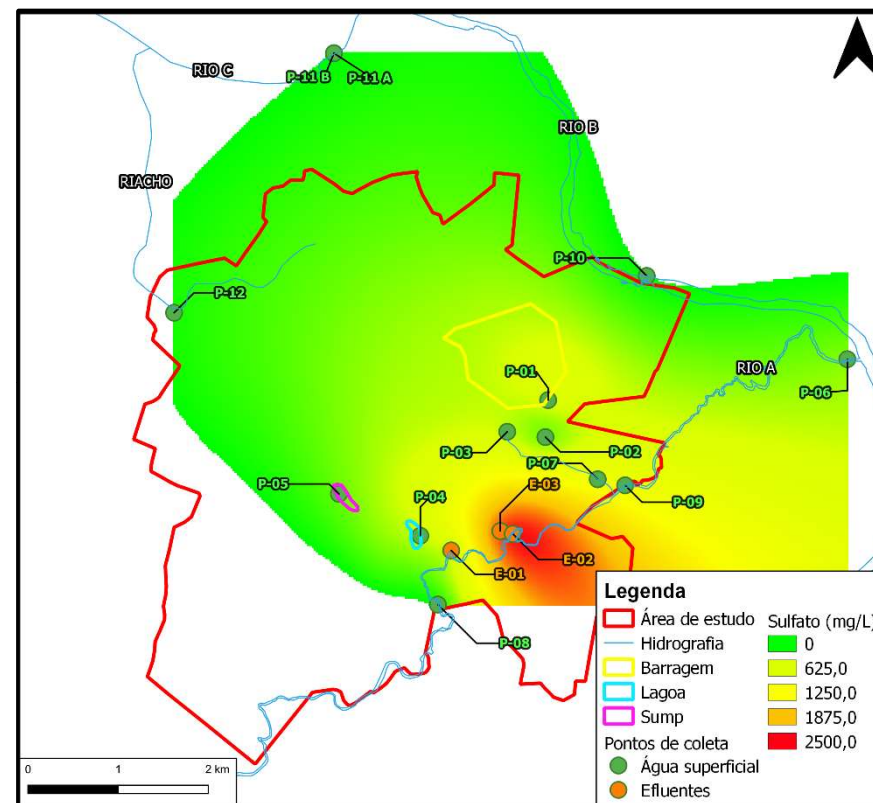 RIO C
P-11 B
P-11 A
RIO B
RIACHO
P-10
P-12
P-01
RIO A
P-06
P-03
P-02
P-07
P-05
P-04
E-03
P-09
E-02
E-01
P-08
Legenda
Área de estudo
Hidrografia
Barragem
Lagoa
Sump
Pontos de coleta
Água superficial
Efluentes
Sulfato (mg/L)
0
625,0
1250,0
1875,0
2500,0
0 1 2 km